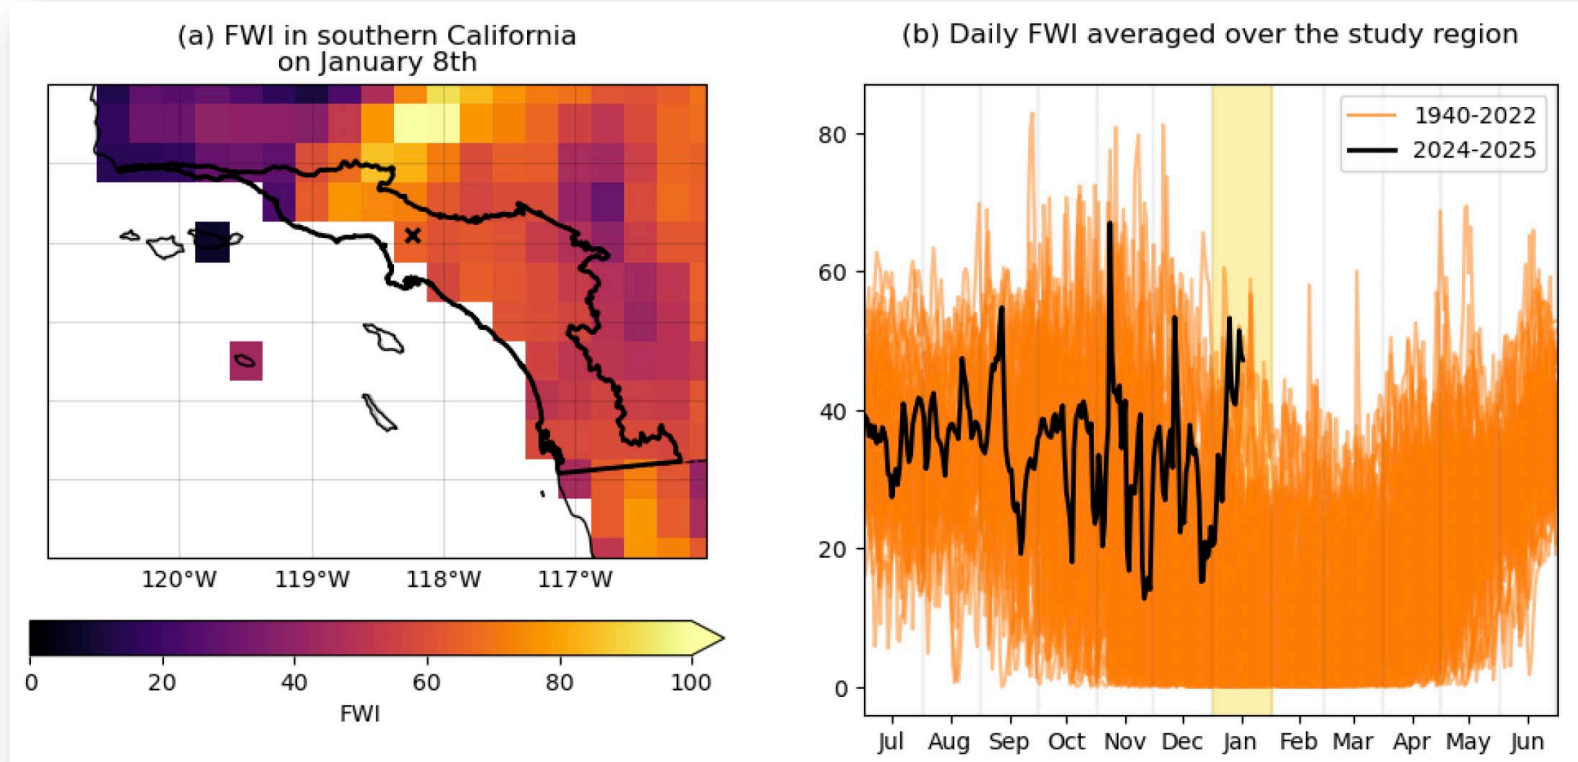 (a) FWI in southern California
on January 8th
120°W 119°W 118°W 117°W
0 20 40 60 80 100
FWI
(b) Daily FWI averaged over the study region
1940-2022
2024-2025
80
60
40
20
0
Jul Aug Sep Oct Nov Dec Jan Feb Mar Apr May Jun